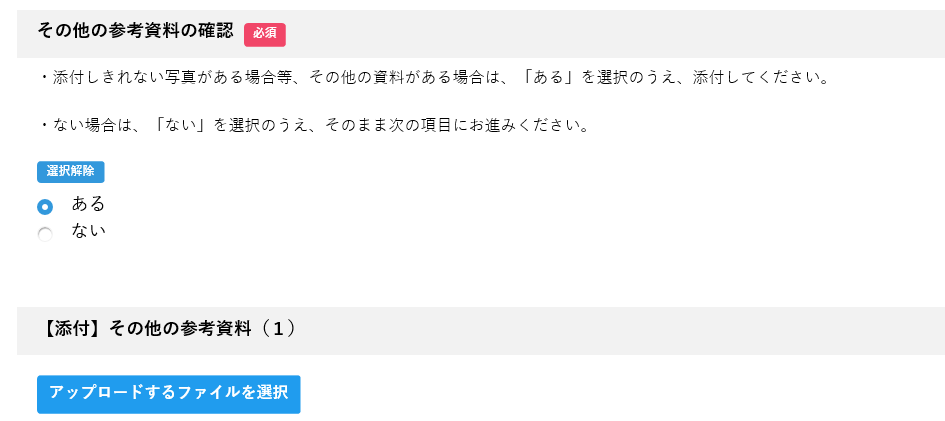 その他の参考資料の確認 必須
・添付しきれない写真がある場合等、その他の資料がある場合は、「ある」を選択のうえ、添付してください。
・ない場合は、「ない」を選択のうえ、そのまま次の項目にお進みください。
選択解除
ある
ない
【添付】その他の参考資料（１）
アップロードするファイルを選択